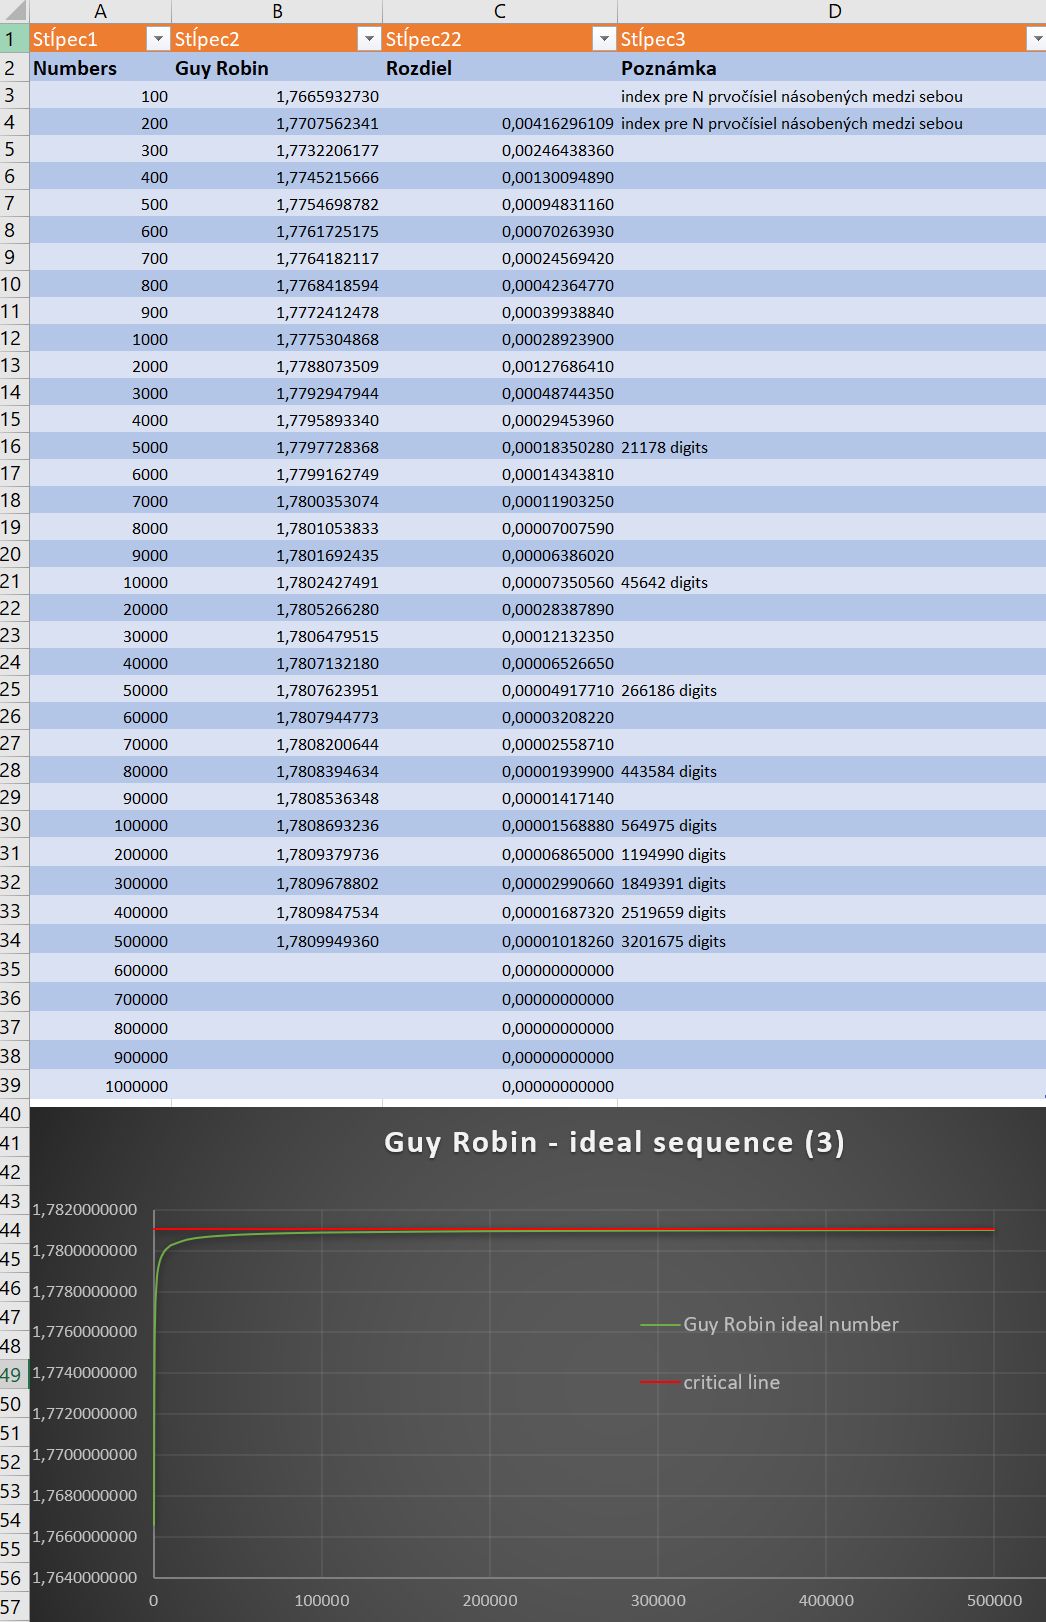 A B C D
1 Stĺpec1 Stĺpec2 Stĺpec22 Stĺpec3
2 Numbers Guy Robin Rozdiel Poznámka
3 100 1,7665932730 index pre N prvočísiel násobených medzi sebou
4 200 1,7707562341 0,00416296109 index pre N prvočísiel násobených medzi sebou
5 300 1,7732206177 0,00246438360
6 400 1,7745215666 0,00130094890
7 500 1,7754698782 0,00094831160
8 600 1,7761725175 0,00070263930
9 700 1,7764182117 0,00024569420
10 800 1,7768418594 0,00042364770
11 900 1,7772412478 0,00039938840
12 1000 1,7775304868 0,00028923900
13 2000 1,7788073509 0,00127686410
14 3000 1,7792947944 0,00048744350
15 4000 1,7795893340 0,00029453960
16 5000 1,7797728368 0,00018350280 21178 digits
17 6000 1,7799162749 0,00014343810
18 7000 1,7800353074 0,00011903250
19 8000 1,7801053833 0,00007007590
20 9000 1,7801692435 0,00006386020
21 10000 1,7802427491 0,00007350560 45642 digits
22 20000 1,7805266280 0,00028387890
23 30000 1,7806479515 0,00012132350
24 40000 1,7807132180 0,00006526650
25 50000 1,7807623951 0,00004917710 266186 digits
26 60000 1,7807944773 0,00003208220
27 70000 1,7808200644 0,00002558710
28 80000 1,7808394634 0,00001939900 443584 digits
29 90000 1,7808536348 0,00001417140
30 100000 1,7808693236 0,00001568880 564975 digits
31 200000 1,7809379736 0,00006865000 1194990 digits
32 300000 1,7809678802 0,00002990660 1849391 digits
33 400000 1,7809847534 0,00001687320 2519659 digits
34 500000 1,7809949360 0,00001018260 3201675 digits
35 600000 0,00000000000
36 700000 0,00000000000
37 800000 0,00000000000
38 900000 0,00000000000
39 1000000 0,00000000000
40
41 Guy Robin - ideal sequence (3)
42
43 1,7820000000
44
45 1,7800000000
46 1,7780000000
47 1,7760000000 Guy Robin ideal number
48
49 1,7740000000 critical line
50 1,7720000000
51
52 1,7700000000
53 1,7680000000
54
55 1,7660000000
56 1,7640000000
57 0 100000 200000 300000 400000 500000